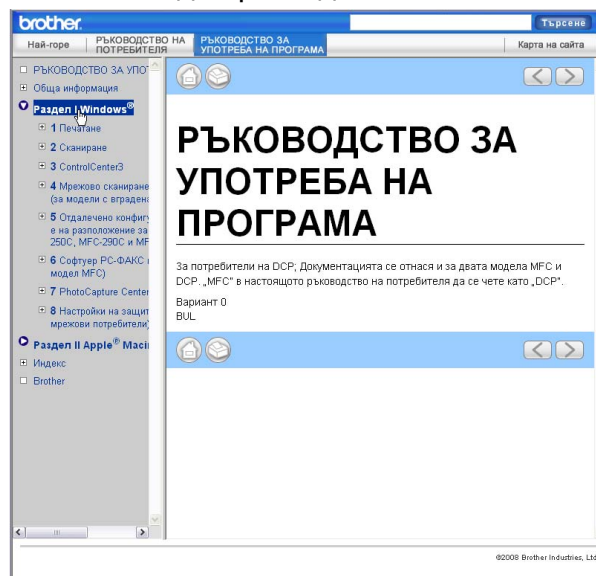 brother.
Търсене
Най-горе
РЪКОВОДСТВО НА
ПОТРЕБИТЕЛЯ
РЪКОВОДСТВО ЗА
УПОТРЕБА НА ПРОГРАМА
Карта на сайта
РЪКОВОДСТВО ЗА УПО
Обща информация
Раздел I Windows®
1 Печатане
2 Сканиране
3 ControlCenter3
4 Мрежово сканиране
(за модели с вградена
5 Отдалечено конфигу
е на разположение за
250C, MFC-290C и MF
6 Софтуер PC-ФАКС
модел MFC)
7 PhotoCapture Center
8 Настройки на защит
мрежови потребители)
Раздел II Apple® Maci
Индекс
Brother
РЪКОВОДСТВО ЗА
УПОТРЕБА НА
ПРОГРАМА
За потребители на DCP; Документацията се отнася и за двата модела MFC и
DCP. „MFC" в настоящото ръководство на потребителя да се чете като „DCP".
Вариант 0
BUL
©2008 Brother Industries, Ltd